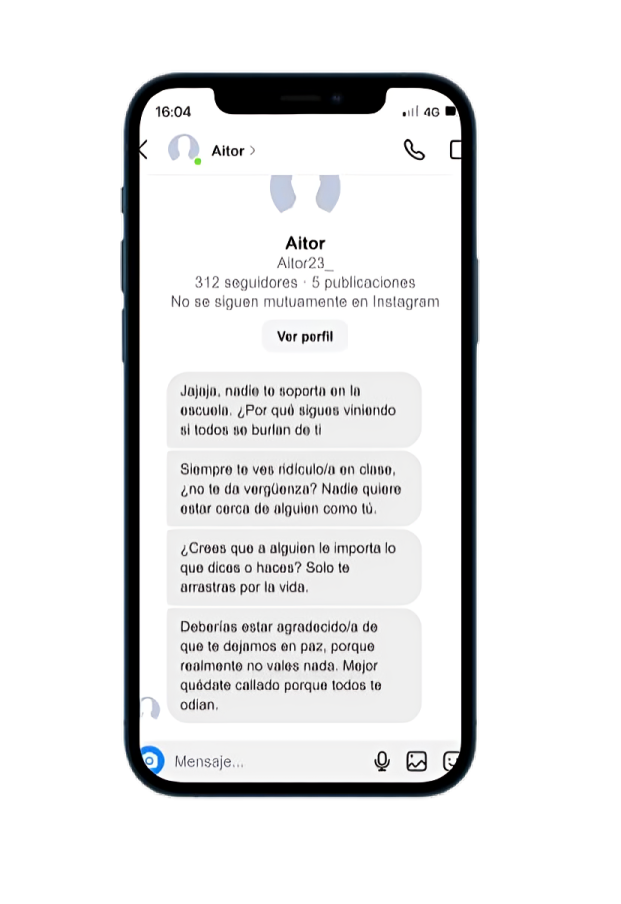 16:04
4G
Aitor
Aitor
Aitor23_
312 seguidores · 5 publicaciones
No se siguen mutuamente en Instagram
Ver perfil
Jajaja, nadie te soporta en la
escuela. ¿Por qué sigues viniendo
si todos se burlan de ti
Siempre te ves ridículo/a en clase,
¿no te da vergüenza? Nadie quiere
estar cerca de alguien como tú.
¿Crees que a alguien le importa lo
que dices o haces? Solo te
arrastras por la vida.
Deberías estar agradecido/a de
que te dejamos en paz, porque
realmente no vales nada. Mejor
quédate callado porque todos te
odian.
Mensaje...